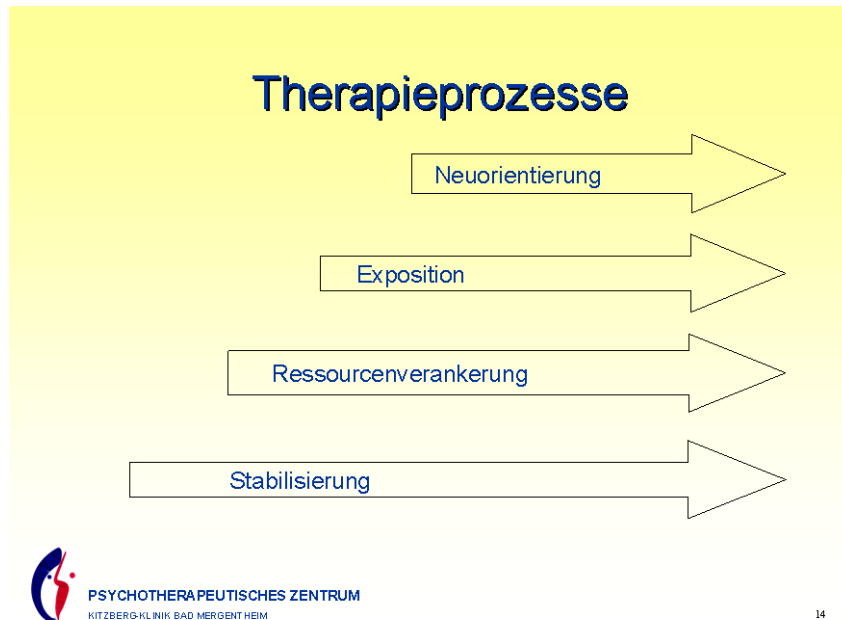 Therapieprozesse
Neuorientierung
Exposition
Ressourcenverankerung
Stabilisierung
PSYCHOTHERAPEUTISCHES ZENTRUM
KITZBERG-KLINIK BAD MERGENTHEIM
14